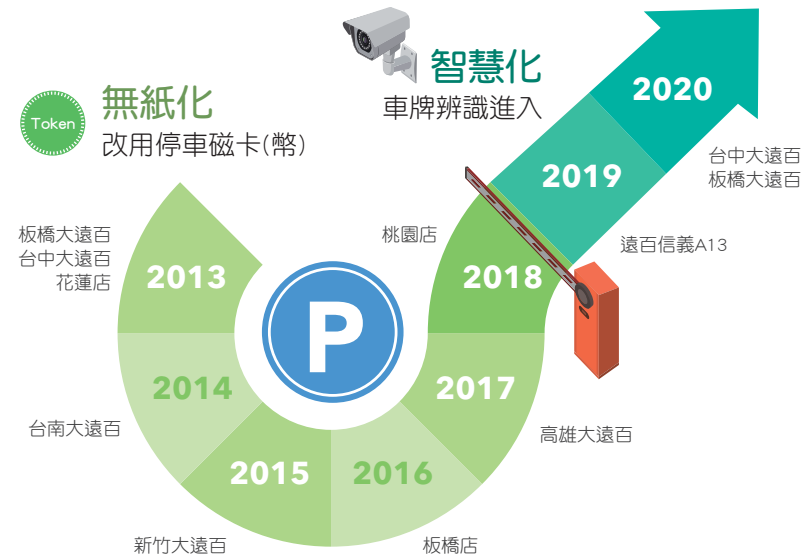 Token
無紙化
改用停車磁卡(幣)
智慧化
車牌辨識進入
板橋大遠百
台中大遠百
花蓮店
2013
2014
台南大遠百
2015
新竹大遠百
2016
板橋店
2017
高雄大遠百
桃園店
2018
2019
遠百信義A13
2020
台中大遠百
板橋大遠百
P